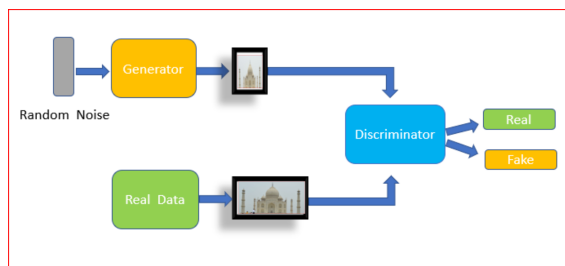 Generator
Random Noise
Discriminator
Real
Fake
Real Data